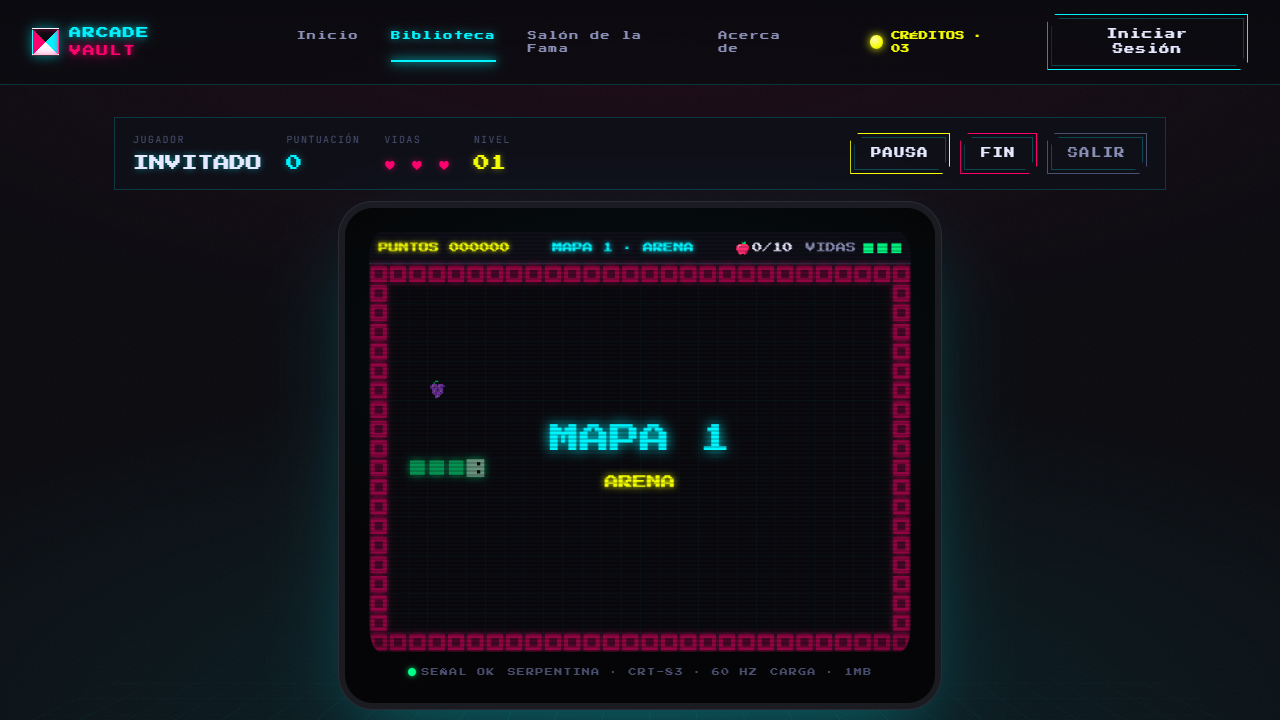 ARCADE
VAULT
Inicio
Biblioteca
Salón de la
Fama
Acerca
de
CRéDITOS ·
03
Iniciar
Sesión
JUGADOR
INVITADO
PUNTUACIÓN
0
VIDAS
♥ ♥ ♥
NIVEL
01
PAUSA
FIN
SALIR
PUNTOS 000000
MAPA 1 · ARENA
0/10 VIDAS
MAPA 1
ARENA
SEñAL OK SERPENTINA · CRT-83 · 60 HZ CARGA · 1MB